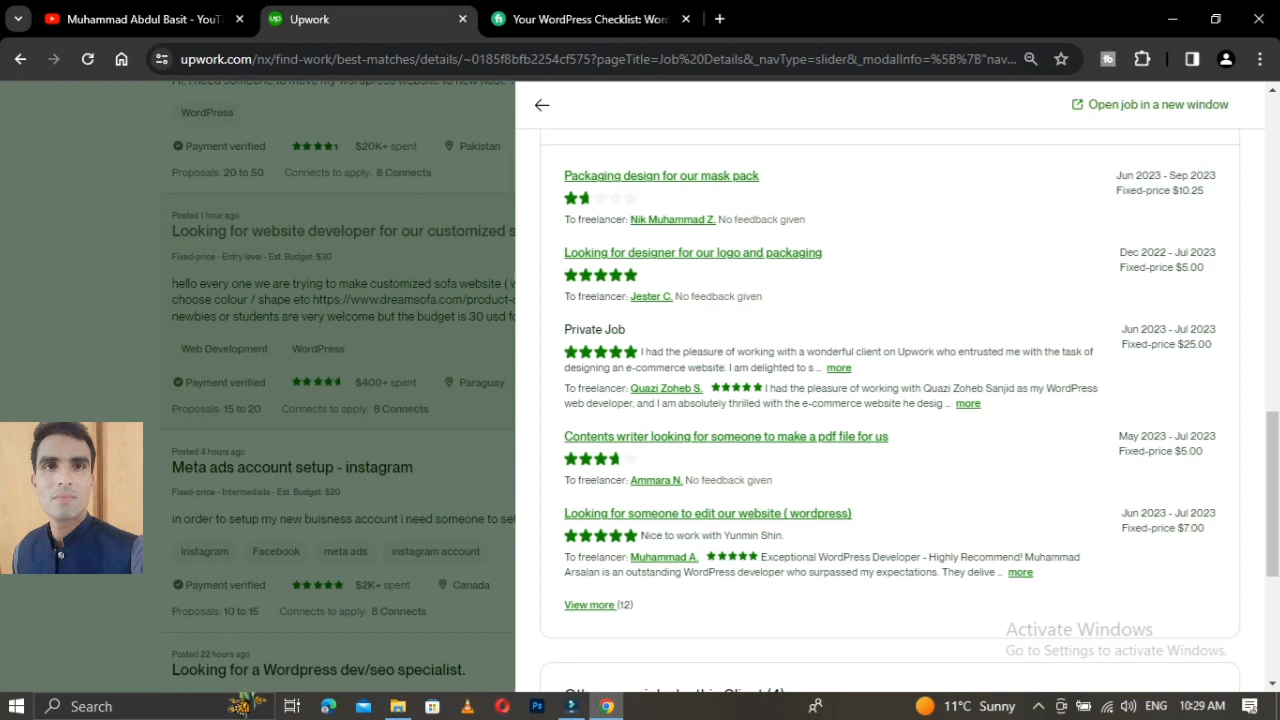 Muhammad Abdul Basit - YouT
Upwork
Your WordPress Checklist: Word
upwork.com/nx/find-work/best-matches/details/~0185bfb2254cf575?pageTitle=Job%20Details&_navType=slider&_modalInfo=%5B%7B"nav...
WordPress
Payment verified $20K+ spent Pakistan
Proposals: 20 to 50 Connects to apply: 8 Connects
Posted 1 hour ago
Looking for website developer for our customized s
Fixed-price - Entry level - Est. Budget: $30
hello every one we are trying to make customized sofa website ( w
choose colour / shape etc https://www.dreamsofa.com/product-c
newbies or students are very welcome but the budget is 30 usd fo
Web Development WordPress
Payment verified $400+ spent Paraguay
Proposals: 15 to 20 Connects to apply: 8 Connects
Posted 4 hours ago
Meta ads account setup - instagram
Fixed-price - Intermediate - Est. Budget: $20
in order to setup my new buisness account i need someone to set
Instagram Facebook meta ads instagram account
Payment verified $2K+ spent Canada
Proposals: 10 to 15 Connects to apply: 8 Connects
Posted 22 hours ago
Looking for a Wordpress dev/seo specialist.
Open job in a new window
Packaging design for our mask pack
Jun 2023 - Sep 2023
Fixed-price $10.25
To freelancer: Nik Muhammad Z. No feedback given
Looking for designer for our logo and packaging
Dec 2022 - Jul 2023
Fixed-price $5.00
To freelancer: Jester C. No feedback given
Private Job
Jun 2023 - Jul 2023
Fixed-price $25.00
I had the pleasure of working with a wonderful client on Upwork who entrusted me with the task of
designing an e-commerce website. I am delighted to s ... more
To freelancer: Quazi Zoheb S. I had the pleasure of working with Quazi Zoheb Sanjid as my WordPress
web developer, and I am absolutely thrilled with the e-commerce website he desig ... more
Contents writer looking for someone to make a pdf file for us
May 2023 - Jul 2023
Fixed-price $5.00
To freelancer: Ammara N. No feedback given
Looking for someone to edit our website ( wordpress)
Jun 2023 - Jul 2023
Fixed-price $7.00
Nice to work with Yunmin Shin.
To freelancer: Muhammad A. Exceptional WordPress Developer - Highly Recommend! Muhammad
Arsalan is an outstanding WordPress developer who surpassed my expectations. They delive ... more
View more (12)
Activate Windows
Go to Settings to activate Windows.
Search
11°C Sunny
ENG
10:29 AM